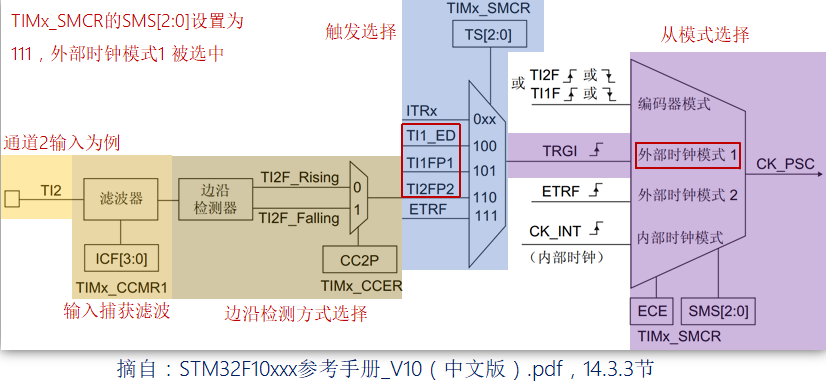 TIMx_SMCR的SMS[2:0]设置为
111，外部时钟模式1 被选中
触发选择
TIMx_SMCR
TS[2:0]
从模式选择
通道2输入为例
TI2
滤波器
ICF[3:0]
TIMx_CCMR1
输入捕获滤波
边沿
检测器
TI2F_Rising
TI2F_Falling
0
1
CC2P
TIMx_CCER
边沿检测方式选择
ITRx
TI1_ED
TI1FP1
TI2FP2
ETRF
0xx
100
101
110
111
或
TI2F 或
TI1F 或
TRGI
ETRF
CK_INT
（内部时钟）
编码器模式
外部时钟模式 1
外部时钟模式 2
内部时钟模式
CK_PSC
ECE
SMS[2:0]
TIMx_SMCR
摘自：STM32F10xxx参考手册_V10（中文版）.pdf，14.3.3节